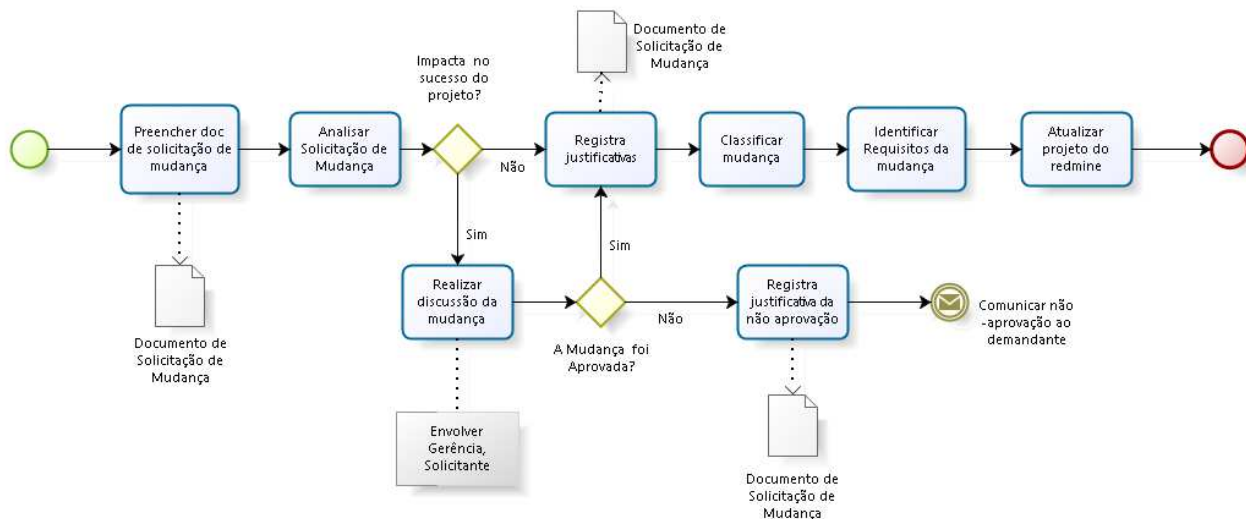 Documento de
Solicitação de
Mudança
Impacta no
sucesso do
projeto?
Preencher doc
de solicitação de
mudança
Analisar
Solicitação de
Mudança
Não
Registra
justificativas
Classificar
mudança
Identificar
Requisitos da
mudança
Atualizar
projeto do
redmine
Sim
Sim
Realizar
discussão da
mudança
Não
Registra
justificativa da
não aprovação
Comunicar não
-aprovação ao
demandante
Documento de
Solicitação de
Mudança
A Mudança foi
Aprovada?
Envolver
Gerência,
Solicitante
Documento de
Solicitação de
Mudança